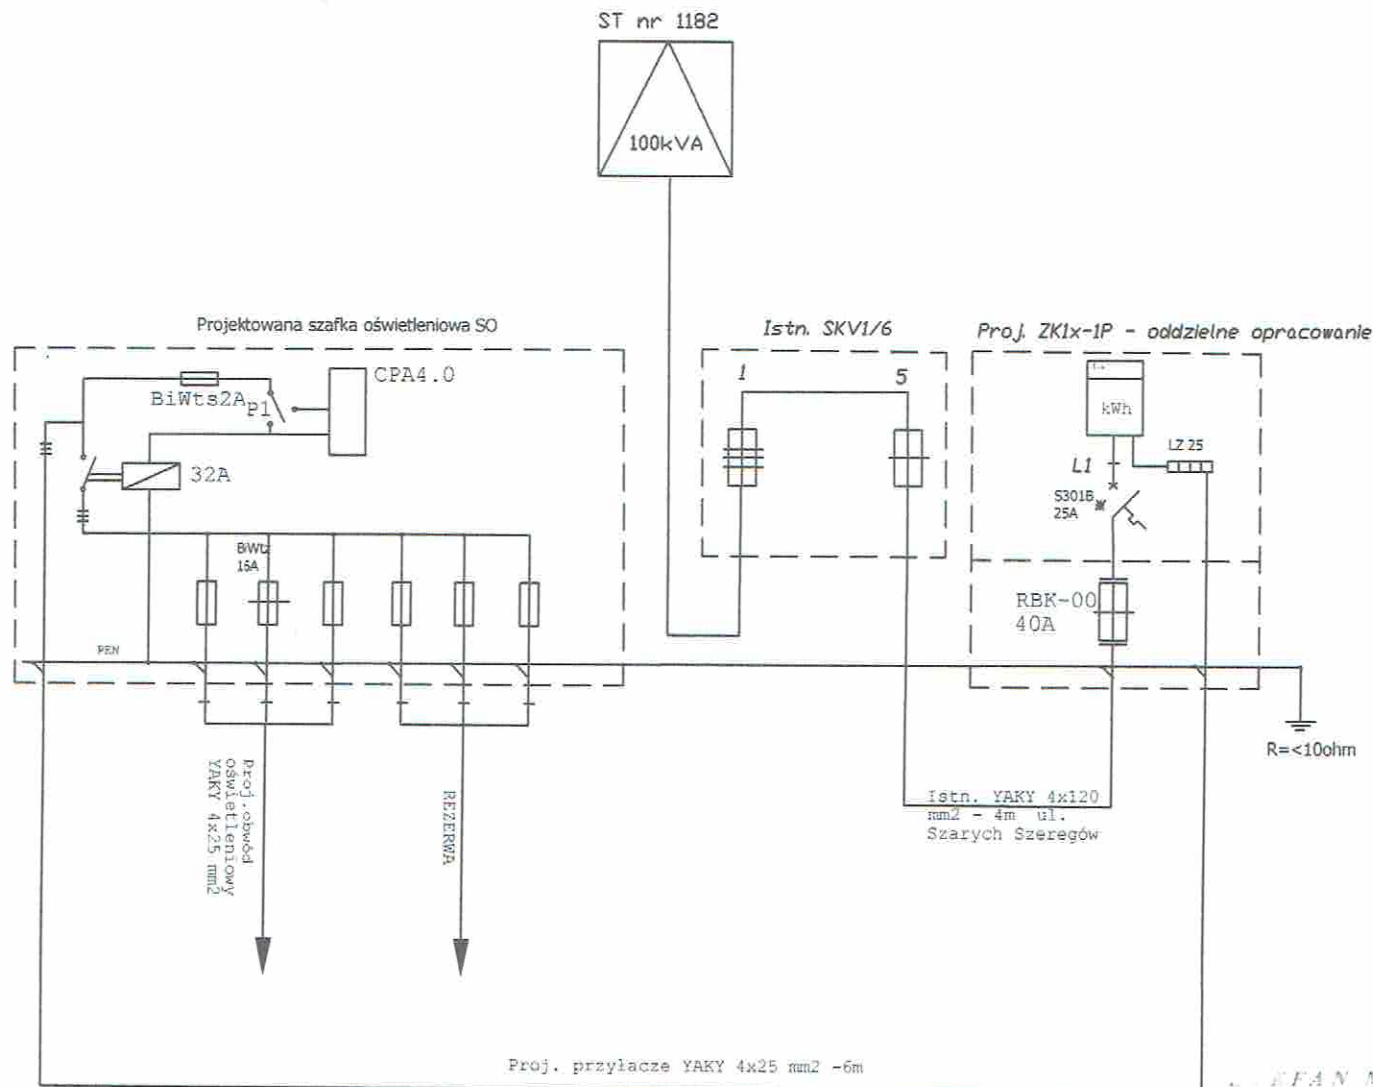 ST nr 1182
100kVA
Projektowana szafka oświetleniowa SO
Istn. SKV1/6
Proj. ZK1x-1P - oddzielne opracowanie
CPA4.0
BiWts2A
P1
32A
1
5
kWh
LZ 25
L1
S301B
25A
BiWts
16A
RBK-00
40A
PEN
R=<10ohm
Proj.obwód
oświetleniowy
YAKY 4x25 mm2
REZERWA
Istn. YAKY 4x120
mm2 - 4m ul.
Szarych Szeregów
Proj. przyłacze YAKY 4x25 mm2 -6m